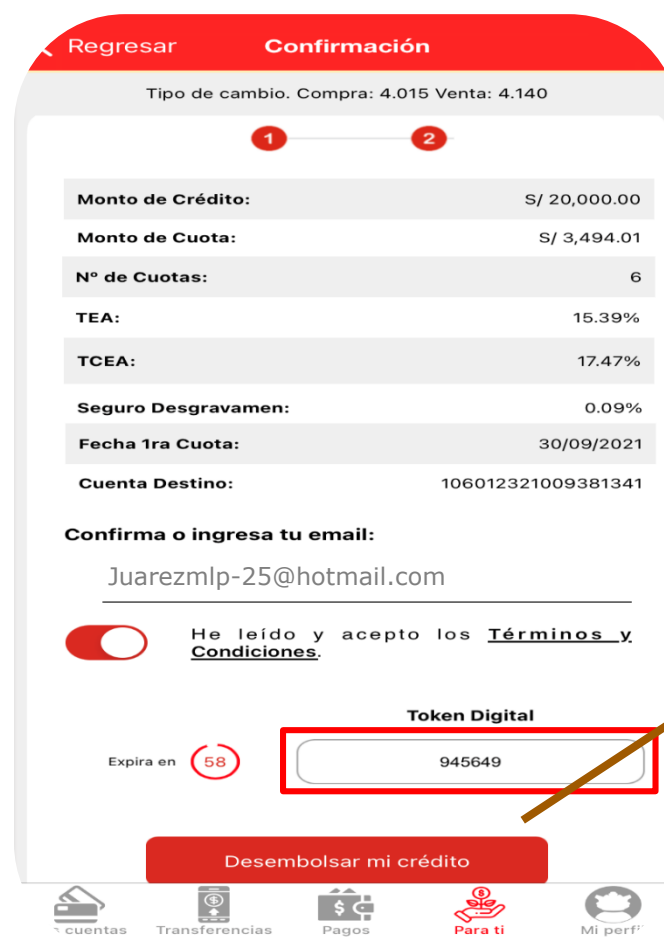 Regresar Confirmación
Tipo de cambio. Compra: 4.015 Venta: 4.140
1 2
Monto de Crédito: S/ 20,000.00
Monto de Cuota: S/ 3,494.01
Nº de Cuotas: 6
TEA: 15.39%
TCEA: 17.47%
Seguro Desgravamen: 0.09%
Fecha 1ra Cuota: 30/09/2021
Cuenta Destino: 106012321009381341
Confirma o ingresa tu email:
Juarezmlp-25@hotmail.com
He leído y acepto los Términos y
Condiciones.
Token Digital
Expira en 58 945649
Desembolsar mi crédito
cuentas Transferencias Pagos Para ti Mi perfi